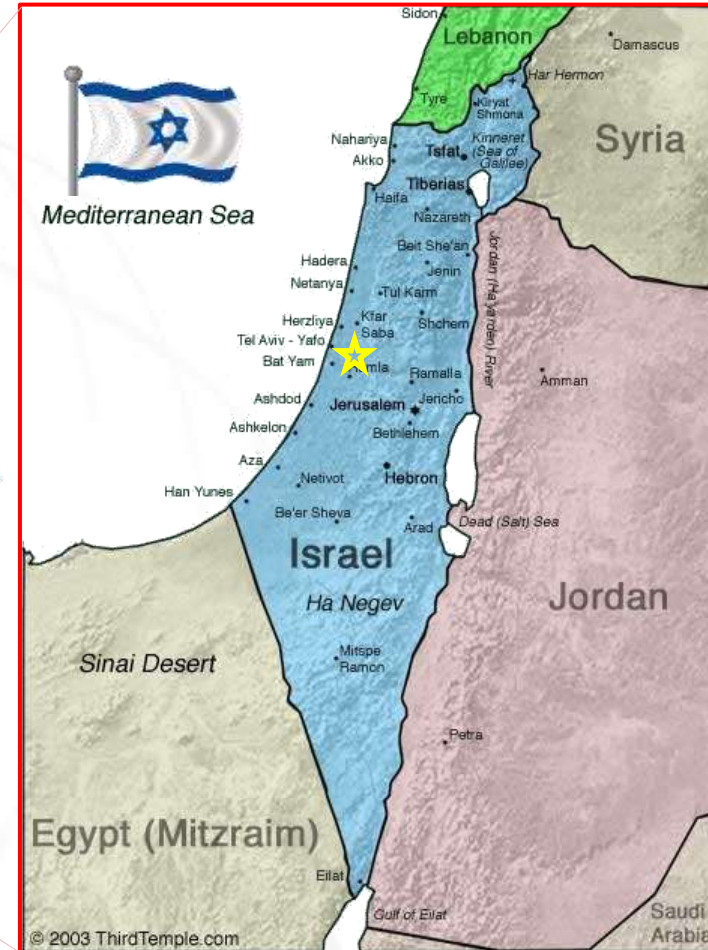 Sidon
Lebanon
Damascus
Har Hermon
Tyre
Kiryat
Shmona
Syria
Nahariya
Kinneret
(Sea of
Galilee)
Tsfat
Akko
Tiberias
Haifa
Mediterranean Sea
Nazareth
Beit She'an
Hadera
Jenin
Jordan (Ha'yarden) River
Netanya
Tul Karm
Herzliya
Kfar
Saba
Shchem
Tel Aviv - Yafo
Bat Yam
Ramalla
Amman
Ashdod
Jerusalem
Jericho
Ashkelon
Bethlehem
Aza
Netivot
Hebron
Han Yunes
Be'er Sheva
Arad
Dead (Salt) Sea
Israel
Ha Negev
Jordan
Sinai Desert
Mitspe
Ramon
Petra
Egypt (Mitzraim)
Eilat
Gulf of Eilat
Saudi
© 2003 ThirdTemple.com